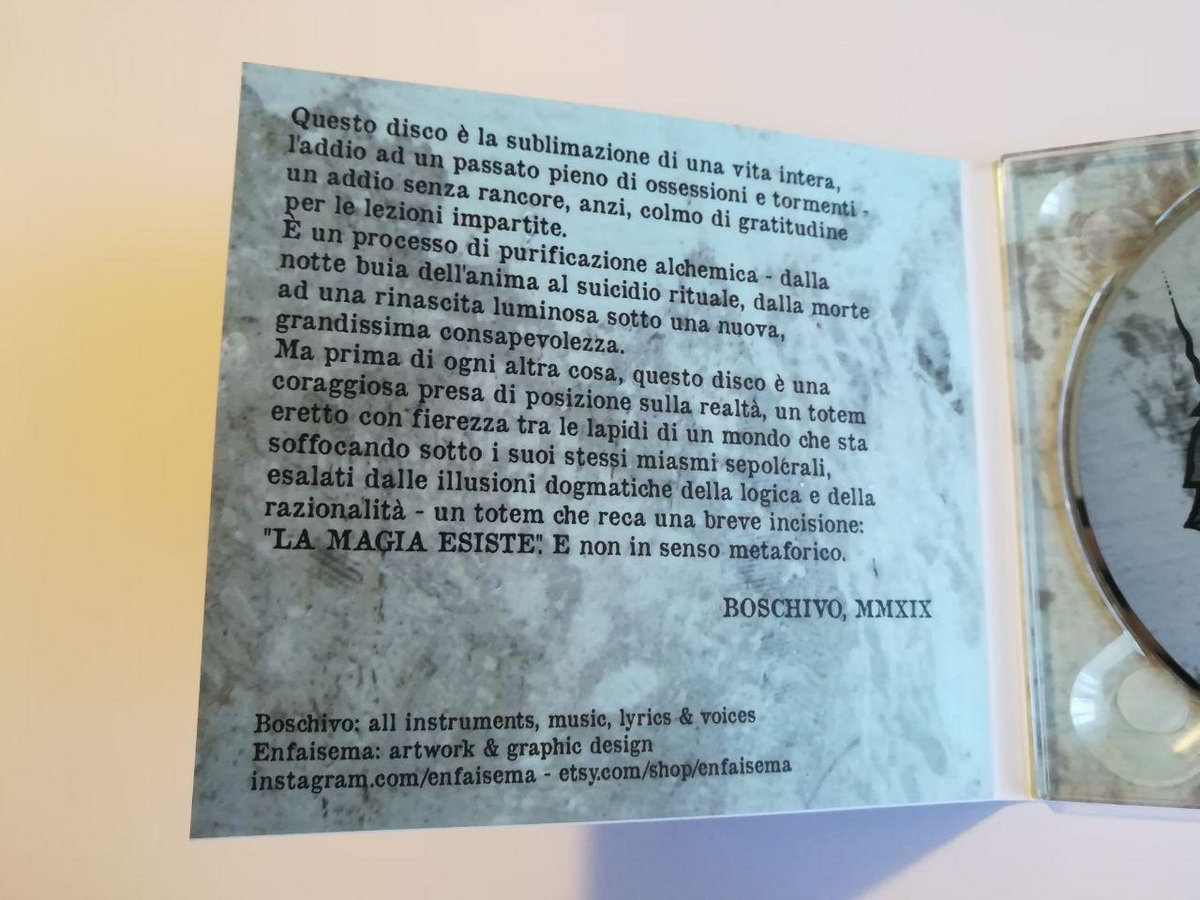 Questo disco è la sublimazione di una vita intera,
l'addio ad un passato pieno di ossessioni e tormenti -
un addio senza rancore, anzi, colmo di gratitudine
per le lezioni impartite.
È un processo di purificazione alchemica - dalla
notte buia dell'anima al suicidio rituale, dalla morte
ad una rinascita luminosa sotto una nuova,
grandissima consapevolezza.
Ma prima di ogni altra cosa, questo disco è una
coraggiosa presa di posizione sulla realtà, un totem
eretto con fierezza tra le lapidi di un mondo che sta
soffocando sotto i suoi stessi miasmi sepolcrali,
esalati dalle illusioni dogmatiche della logica e della
razionalità - un totem che reca una breve incisione:
"LA MAGIA ESISTE". E non in senso metaforico.
BOSCHIVO, MMXIX
Boschivo: all instruments, music, lyrics & voices
Enfaisema: artwork & graphic design
instagram.com/enfaisema - etsy.com/shop/enfaisema